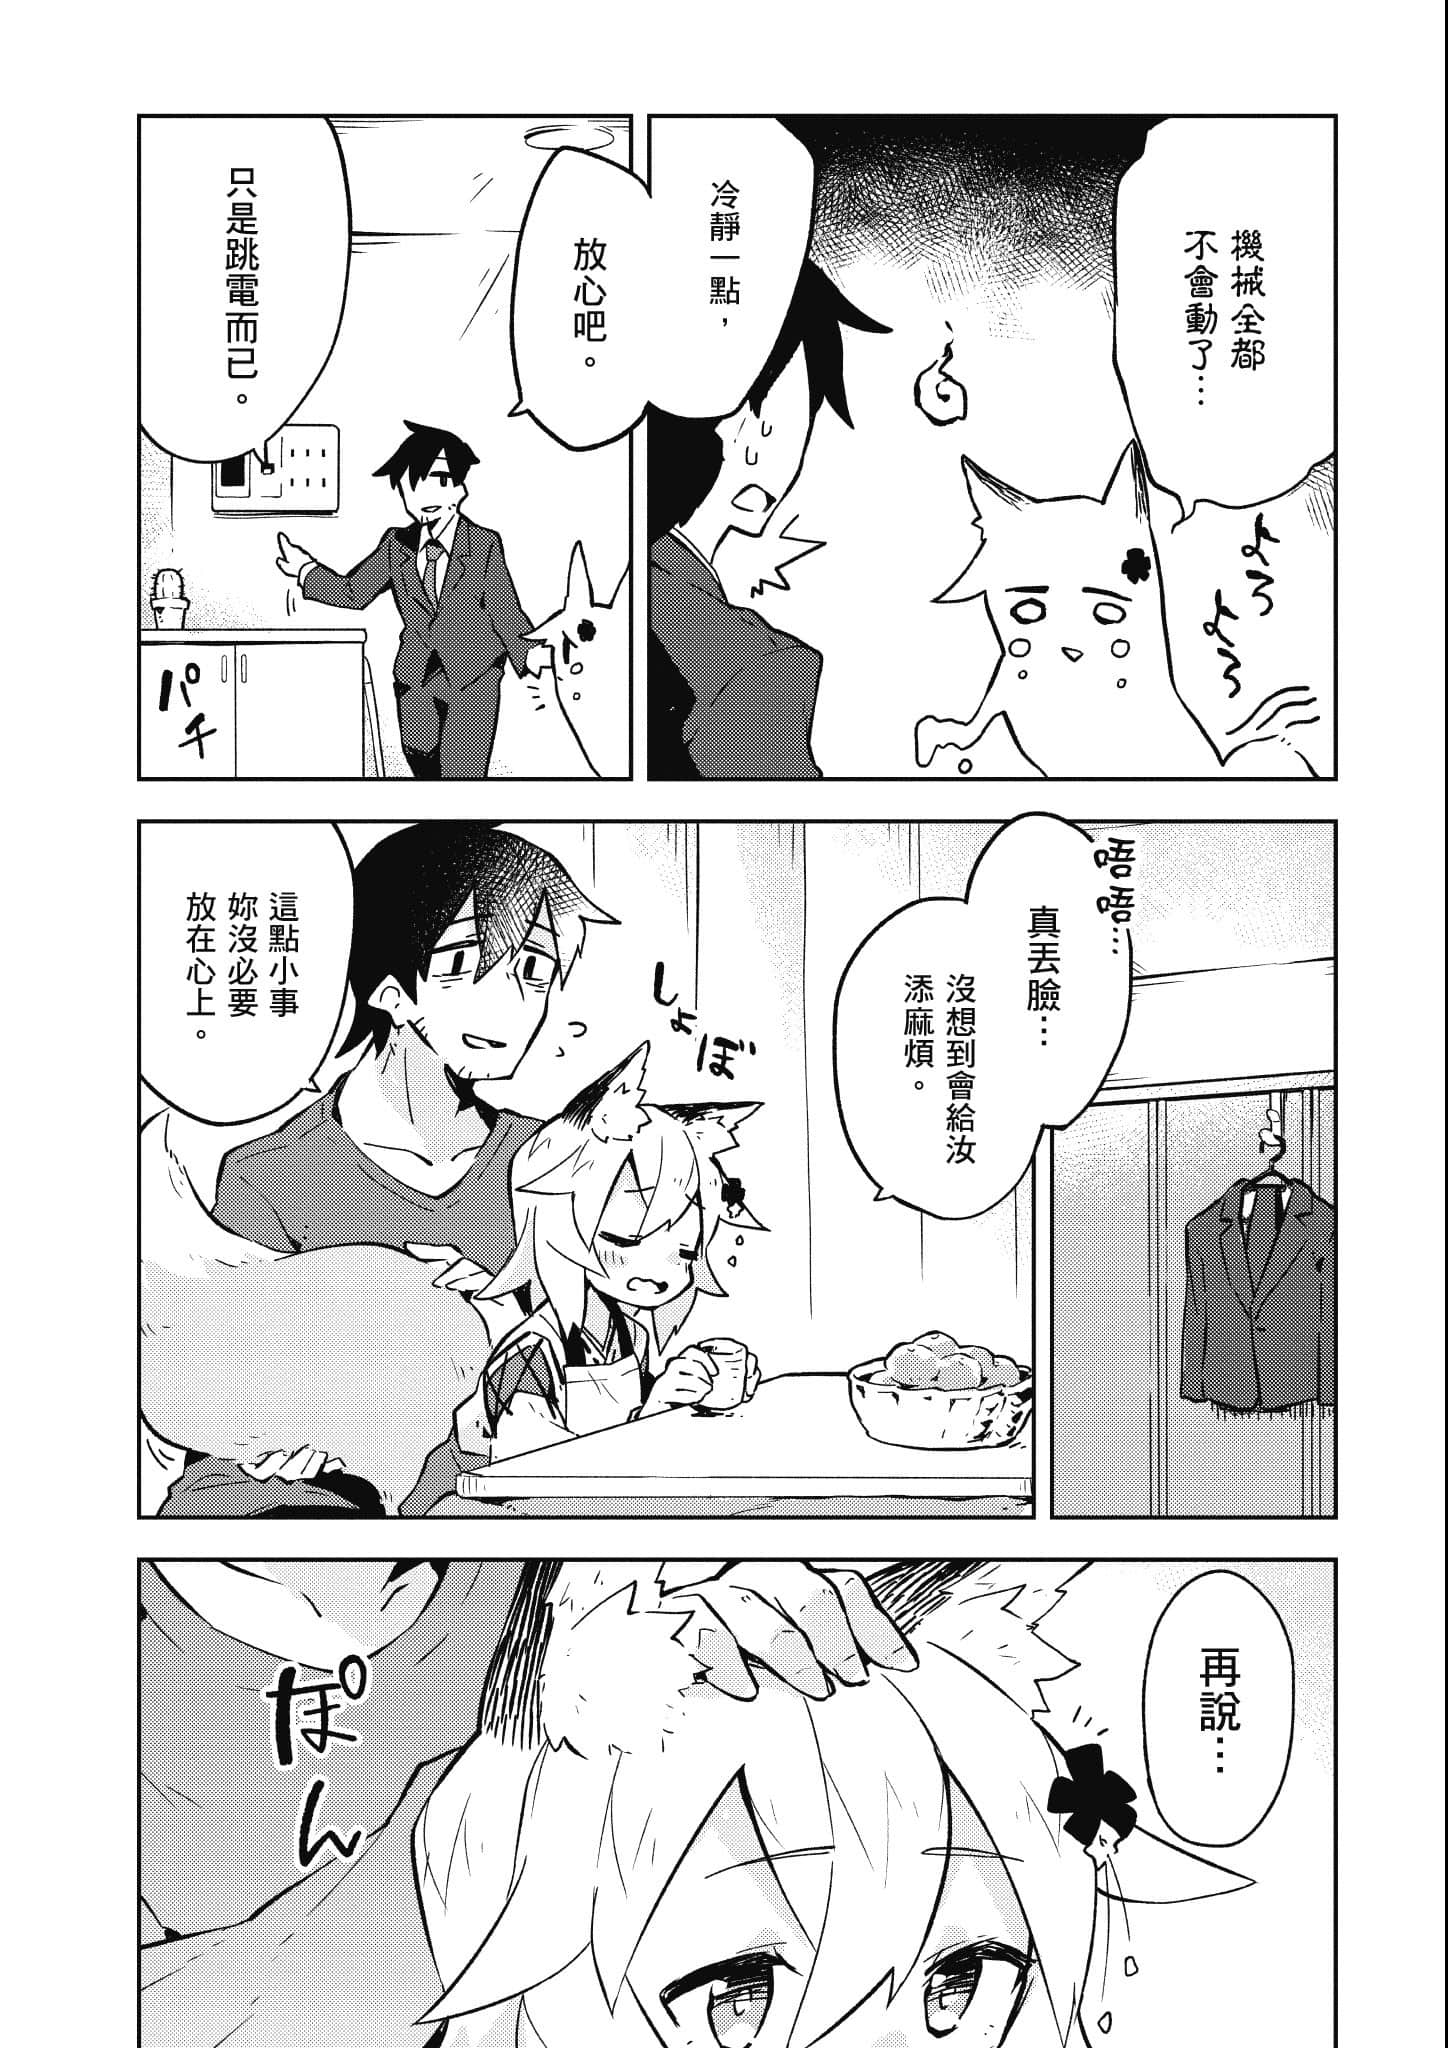 機械全都
不會動了…
よろ
よろ
冷靜一點，
放心吧。
只是跳電而已。
パチ
唔唔…
真丟臉…
沒想到會給汝
添麻煩。
しょぼ
這點小事
妳沒必要
放在心上。
再說…
ぽん